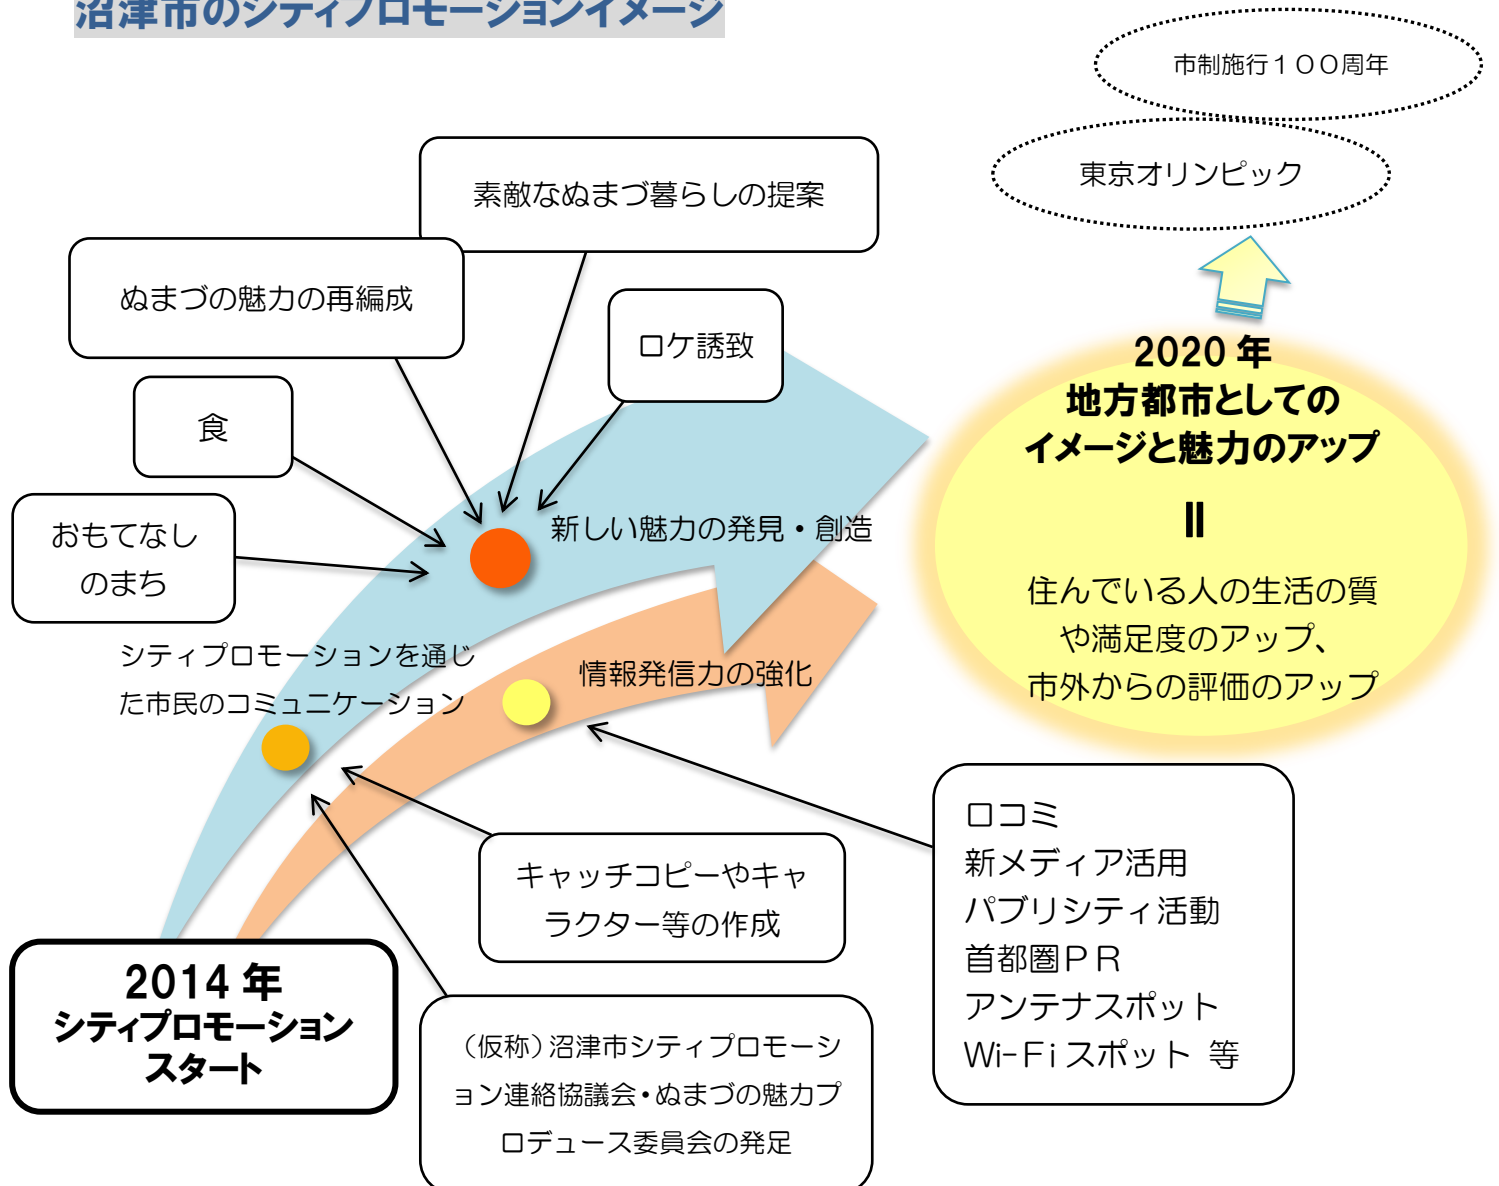 沼津市のシティプロモーションイメージ
市制施行１００周年
東京オリンピック
素敵なぬまづ暮らしの提案
ぬまづの魅力の再編成
ロケ誘致
食
おもてなし
のまち
新しい魅力の発見・創造
シティプロモーションを通じ
た市民のコミュニケーション
情報発信力の強化
2020 年
地方都市としての
イメージと魅力のアップ
＝
住んでいる人の生活の質
や満足度のアップ、
市外からの評価のアップ
口コミ
新メディア活用
パブリシティ活動
首都圏ＰＲ
アンテナスポット
Wi-Fi スポット 等
キャッチコピーやキャ
ラクター等の作成
2014 年
シティプロモーション
スタート
（仮称）沼津市シティプロモーシ
ョン連絡協議会・ぬまづの魅力プ
ロデュース委員会の発足